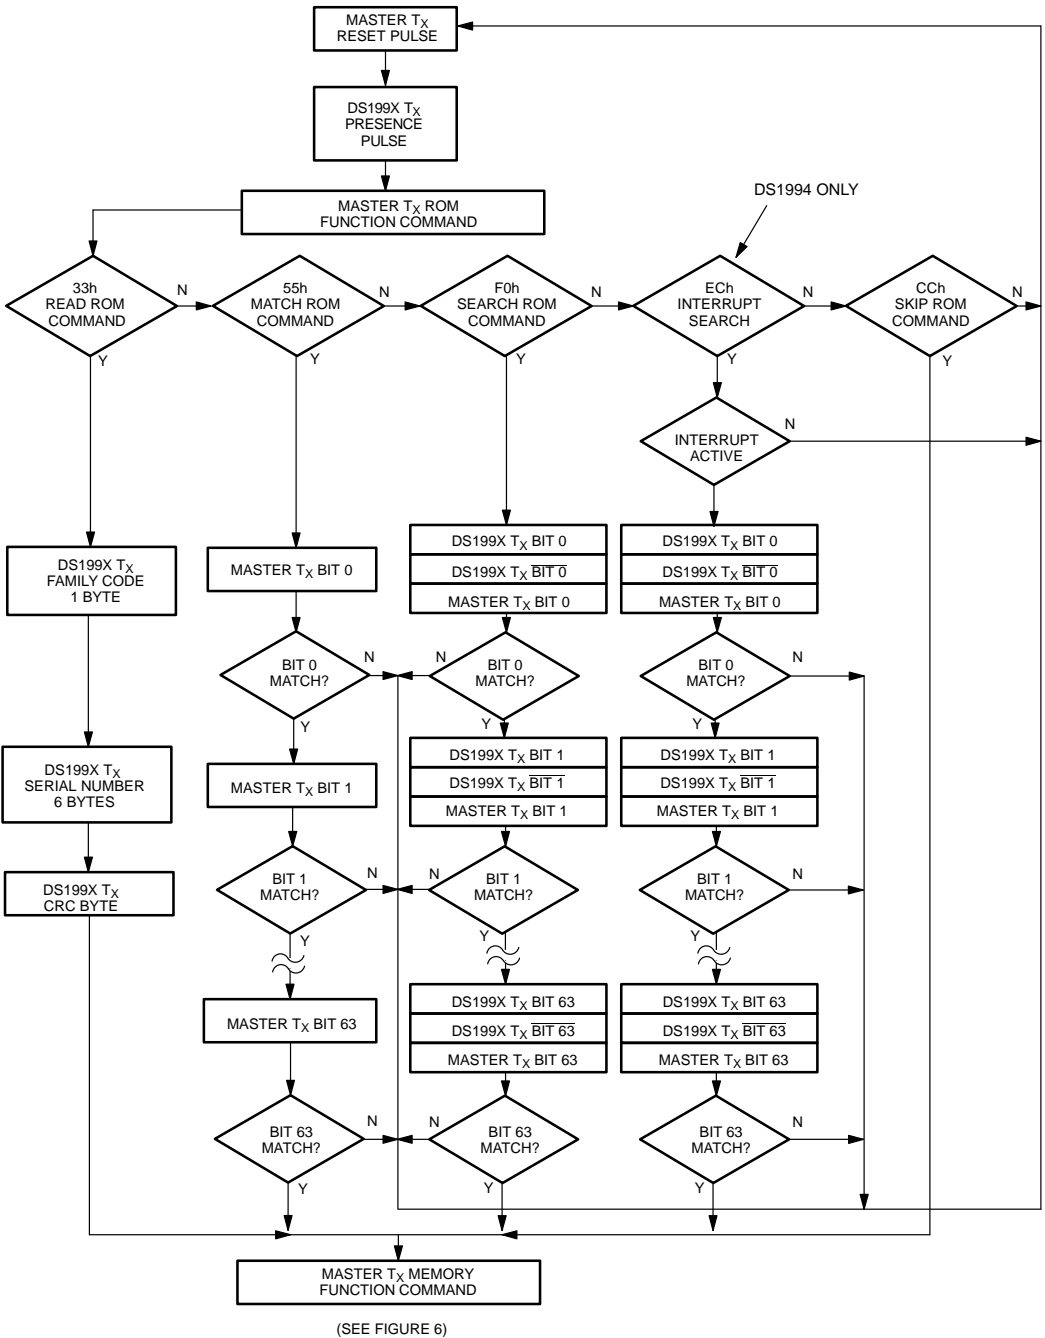 MASTER TX
RESET PULSE
DS199X TX
PRESENCE
PULSE
DS1994 ONLY
MASTER TX ROM
FUNCTION COMMAND
33h
READ ROM
COMMAND
N
Y
55h
MATCH ROM
COMMAND
N
Y
F0h
SEARCH ROM
COMMAND
N
Y
ECh
INTERRUPT
SEARCH
N
Y
CCh
SKIP ROM
COMMAND
N
Y
INTERRUPT
ACTIVE
N
Y
DS199X TX
FAMILY CODE
1 BYTE
MASTER TX BIT 0
DS199X TX BIT 0
DS199X TX BIT 0
MASTER TX BIT 0
DS199X TX BIT 0
DS199X TX BIT 0
MASTER TX BIT 0
BIT 0
MATCH?
N
Y
BIT 0
MATCH?
N
Y
BIT 0
MATCH?
N
Y
DS199X TX
SERIAL NUMBER
6 BYTES
MASTER TX BIT 1
DS199X TX BIT 1
DS199X TX BIT 1
MASTER TX BIT 1
DS199X TX BIT 1
DS199X TX BIT 1
MASTER TX BIT 1
DS199X TX
CRC BYTE
BIT 1
MATCH?
N
Y
BIT 1
MATCH?
N
Y
BIT 1
MATCH?
N
Y
MASTER TX BIT 63
DS199X TX BIT 63
DS199X TX BIT 63
MASTER TX BIT 63
DS199X TX BIT 63
DS199X TX BIT 63
MASTER TX BIT 63
BIT 63
MATCH?
N
Y
BIT 63
MATCH?
N
Y
BIT 63
MATCH?
N
Y
MASTER TX MEMORY
FUNCTION COMMAND
(SEE FIGURE 6)